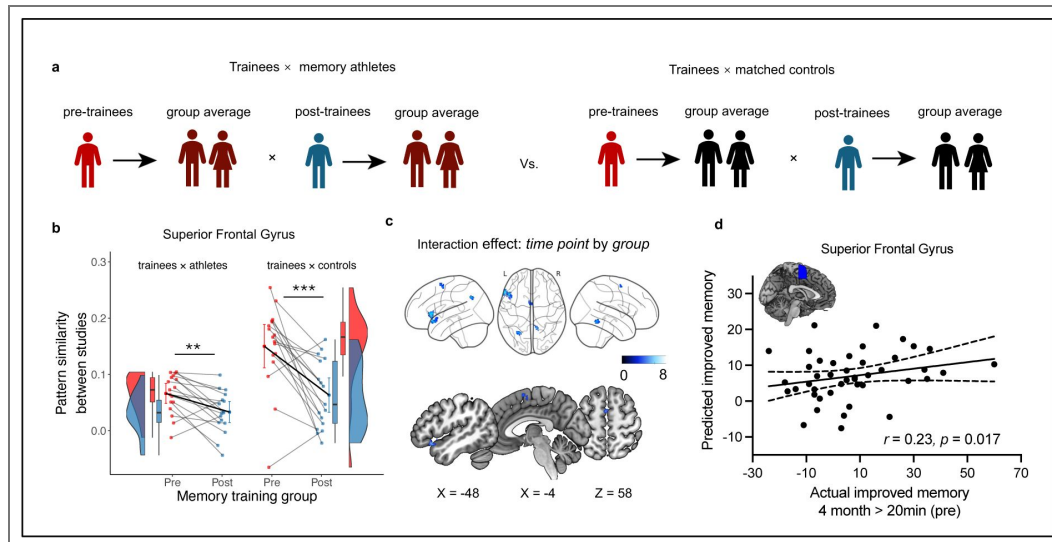 a
Trainees × memory athletes
Trainees × matched controls
pre-trainees
group average
post-trainees
group average
pre-trainees
group average
post-trainees
group average
×
Vs.
×
b
Superior Frontal Gyrus
trainees × athletes
trainees × controls
Pattern similarity
between studies
0.3
0.2
0.1
0.0
**
***
Pre
Post
Pre
Post
Memory training group
c
Interaction effect: time point by group
L
R
0
8
X = -48
X = -4
Z = 58
d
Superior Frontal Gyrus
Predicted improved memory
30
20
10
0
-10
r = 0.23, p = 0.017
-30
-10
10
30
50
70
Actual improved memory
4 month > 20min (pre)